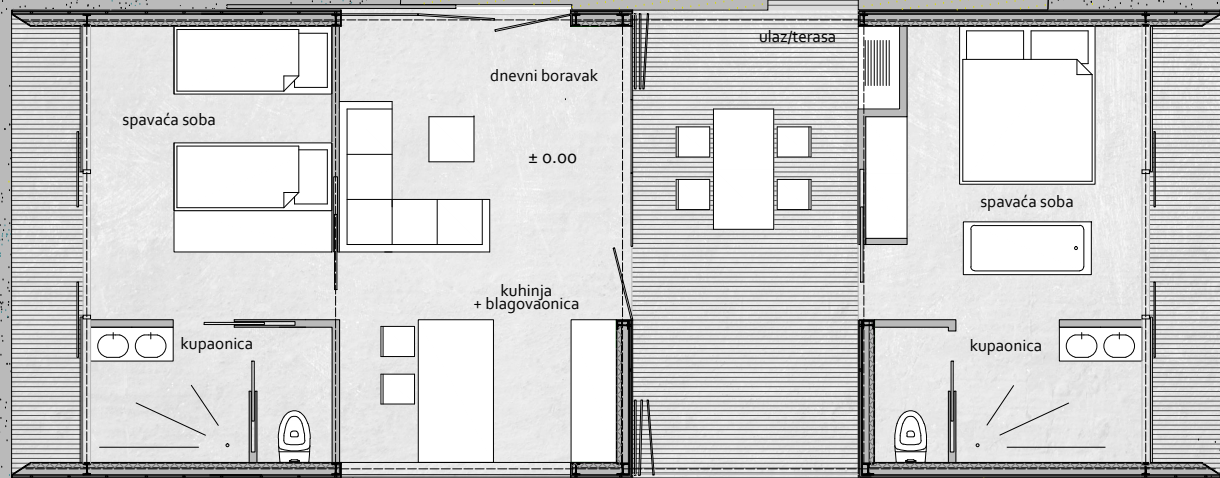 ulaz/terasa
dnevni boravak
spavaća soba
± 0.00
spavaća soba
kuhinja
+ blagovaonica
kupaonica
kupaonica